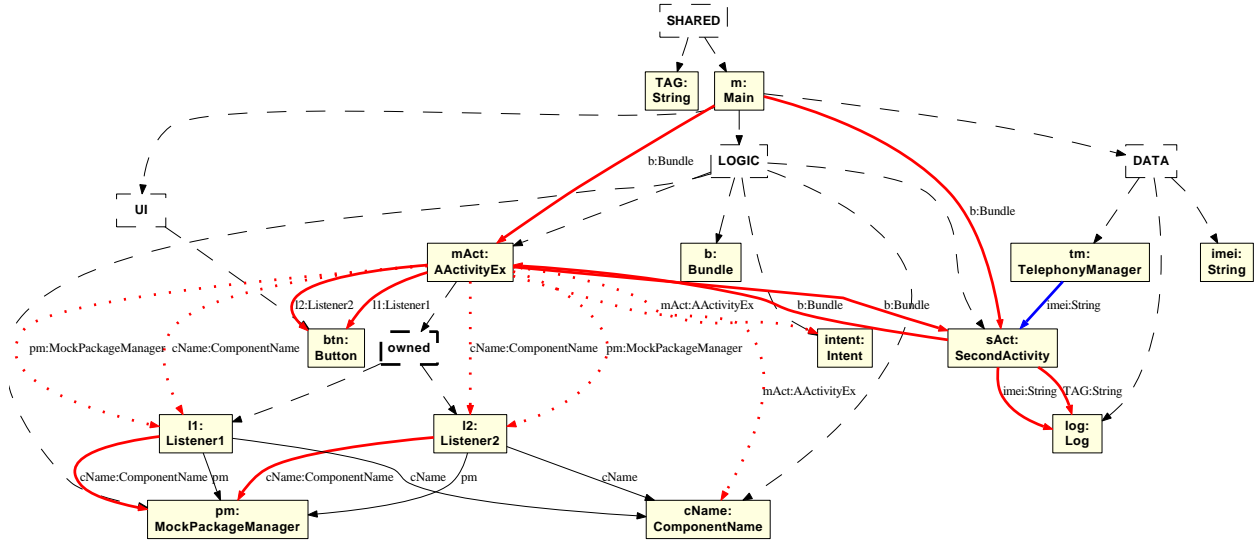 SHARED
TAG:
String
m:
Main
b:Bundle
LOGIC
DATA
UI
b:Bundle
mAct:
AActivityEx
b:
Bundle
tm:
TelephonyManager
imei:
String
l2:Listener2
l1:Listener1
mAct:AActivityEx
b:Bundle
b:Bundle
imei:String
pm:MockPackageManager
cName:ComponentName
btn:
Button
owned
cName:ComponentName
pm:MockPackageManager
intent:
Intent
sAct:
SecondActivity
mAct:AActivityEx
imei:String
TAG:String
l1:
Listener1
l2:
Listener2
log:
Log
cName:ComponentName
pm
cName:ComponentName
cName
pm
cName
pm:
MockPackageManager
cName:
ComponentName